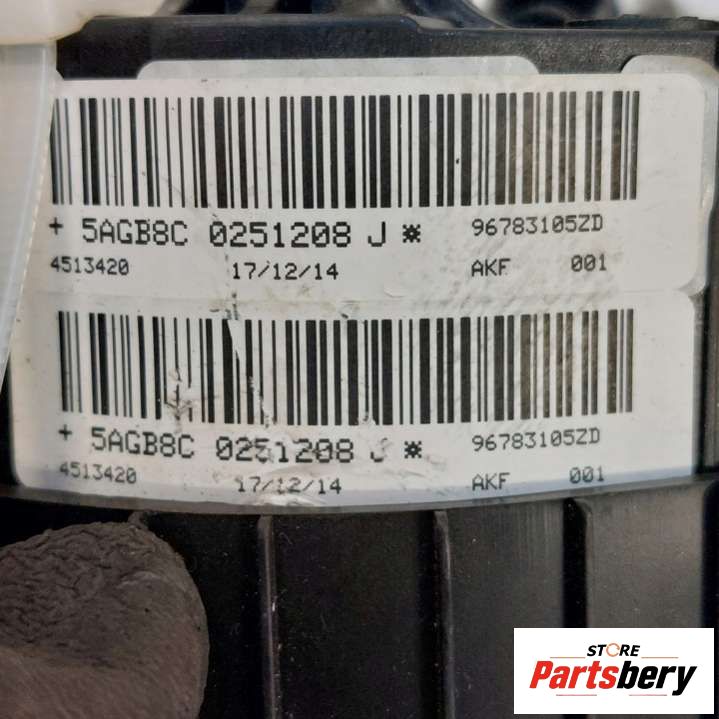 + 5AGB8C 0251208 J * 96783105ZD
4513420 17/12/14 AKF 001
+ 5AGB8C 0251208 J * 96783105ZD
4513420 17/12/14 AKF 001
STORE
Partsbery